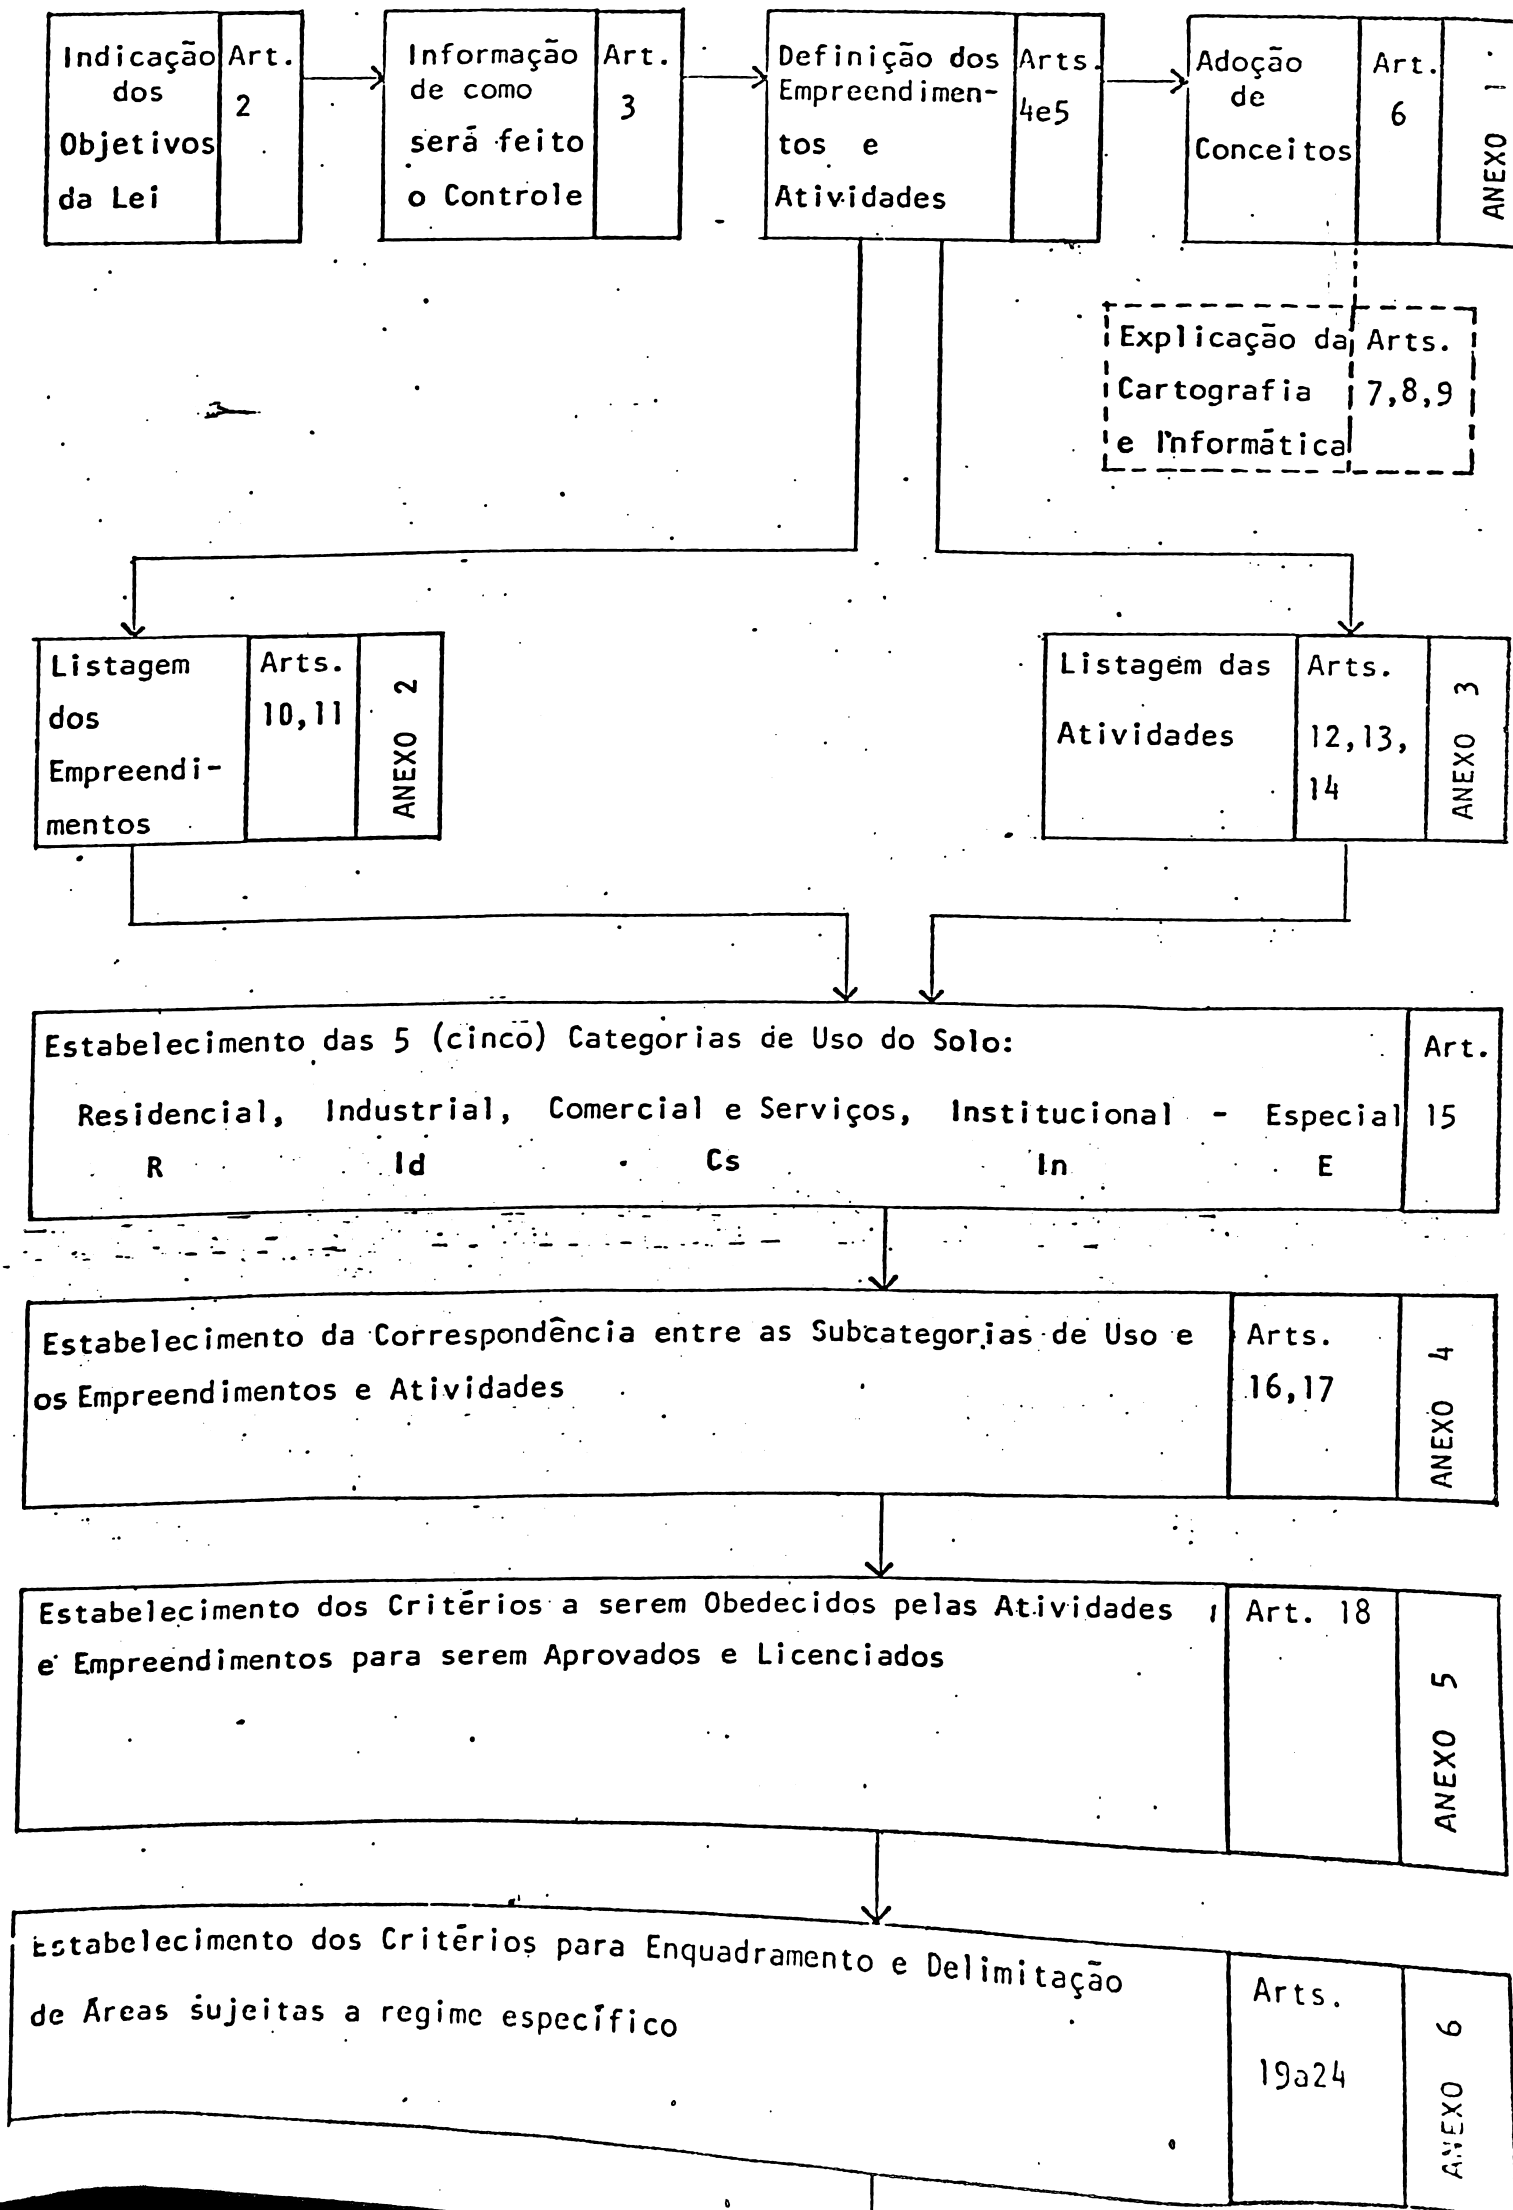 Indicação
dos
Objetivos
da Lei
Art.
2
Informação
de como
será feito
o Controle
Art.
3
Definição dos
Empreendimen-
tos e
Atividades
Arts.
4e5
Adoção
de
Conceitos
Art.
6
ANEXO 1
Explicação da
Cartografia
e Informática
Arts.
7,8,9
Listagem
dos
Empreendi-
mentos
Arts.
10,11
ANEXO 2
Listagem das
Atividades
Arts.
12,13,
14
ANEXO 3
Estabelecimento das 5 (cinco) Categorias de Uso do Solo:
Residencial, Industrial, Comercial e Serviços, Institucional - Especial
R Id Cs In E
Art.
15
Estabelecimento da Correspondência entre as Subcategorias de Uso e
os Empreendimentos e Atividades
Arts.
16,17
ANEXO 4
Estabelecimento dos Critérios a serem Obedecidos pelas Atividades
e Empreendimentos para serem Aprovados e Licenciados
Art. 18
ANEXO 5
Estabelecimento dos Critérios para Enquadramento e Delimitação
de Áreas sujeitas a regime específico
Arts.
19a24
ANEXO 6